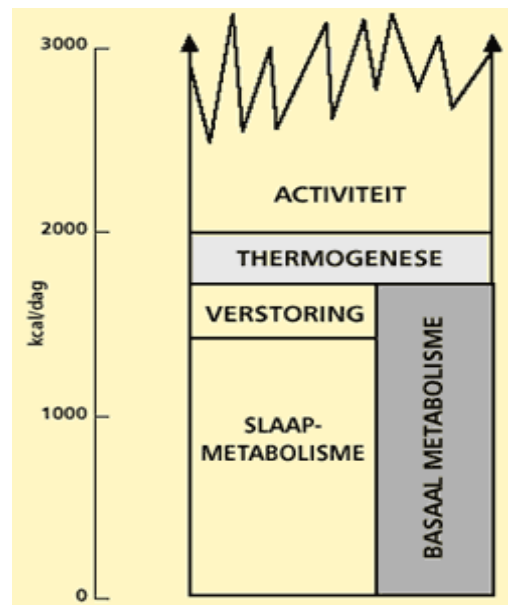 3000
ACTIVITEIT
2000
THERMOGENESE
VERSTORING
kcal/dag
1000
SLAAP-
METABOLISME
BASAAL METABOLISME
0